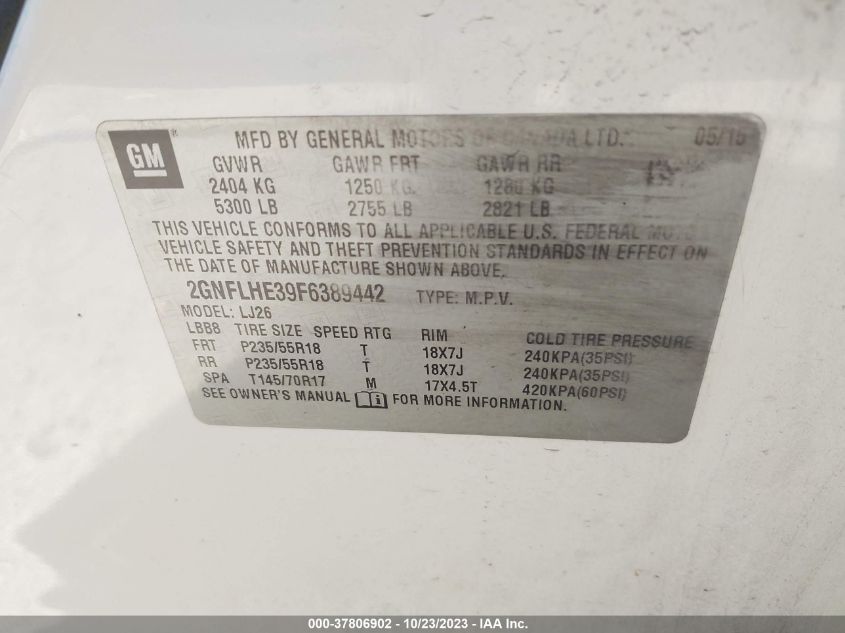 GM ®
MFD BY GENERAL MOTORS OF CANADA LTD. 05/15
GVWR GAWR FRT GAWR RR
2404 KG 1250 KG 1280 KG
5300 LB 2755 LB 2821 LB
THIS VEHICLE CONFORMS TO ALL APPLICABLE U.S. FEDERAL MOTOR
VEHICLE SAFETY AND THEFT PREVENTION STANDARDS IN EFFECT ON
THE DATE OF MANUFACTURE SHOWN ABOVE.
2GNFLHE39F6389442 TYPE: M.P.V.
MODEL: LJ26
LBB8 TIRE SIZE SPEED RTG RIM COLD TIRE PRESSURE
FRT P235/55R18 T 18X7J 240KPA(35PSI)
RR P235/55R18 T 18X7J 240KPA(35PSI)
SPA T145/70R17 M 17X4.5T 420KPA(60PSI)
SEE OWNER'S MANUAL FOR MORE INFORMATION.
000-37806902 - 10/23/2023 - IAA Inc.